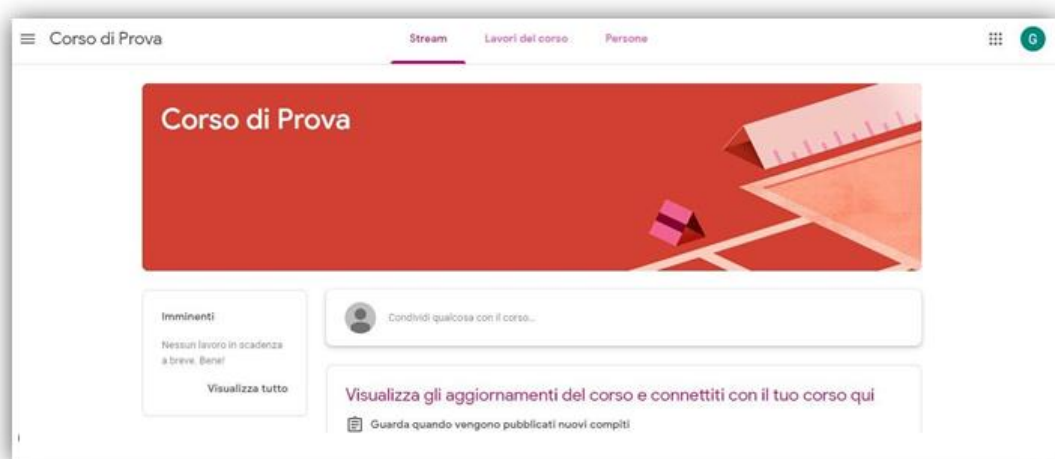 Corso di Prova
Stream Lavori del corso Persone
G
Corso di Prova
Imminenti
Nessun lavoro in scadenza
a breve. Bene!
Visualizza tutto
Condividi qualcosa con il corso...
Visualizza gli aggiornamenti del corso e connettiti con il tuo corso qui
Guarda quando vengono pubblicati nuovi compiti